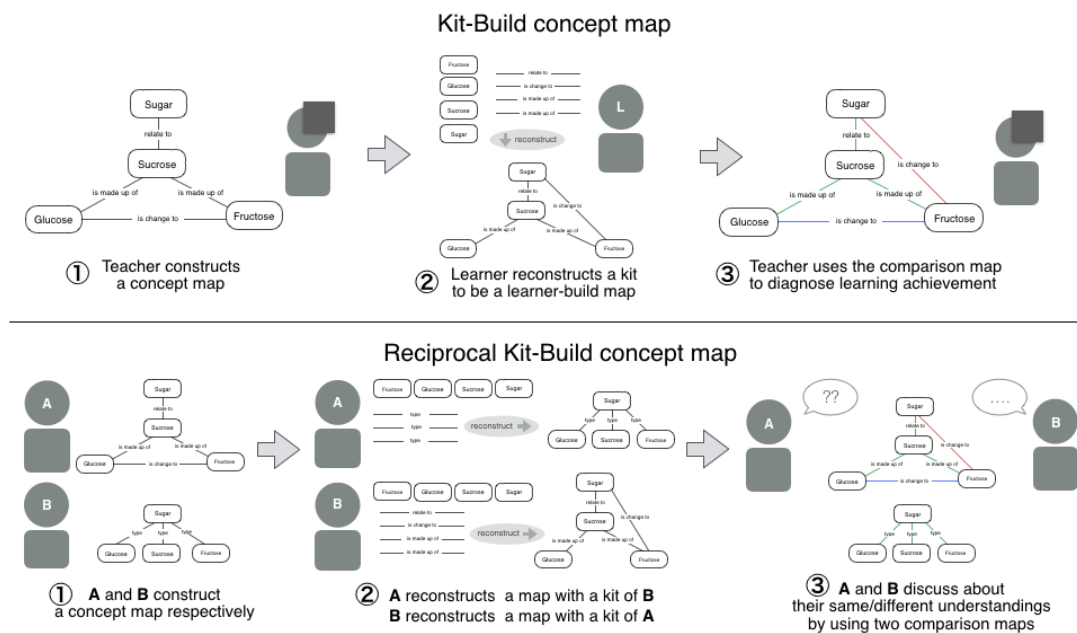 Kit-Build concept map
Sugar
relate to
Sucrose
is made up of
is made up of
Glucose
is change to
Fructose
① Teacher constructs
a concept map
Fructose
Glucose
Sucrose
Sugar
relate to
is change to
is made up of
is made up of
L
reconstruct
Sugar
relate to
is change to
Sucrose
is made up of
is made up of
Glucose
Fructose
② Learner reconstructs a kit
to be a learner-build map
Sugar
relate to
is change to
Sucrose
is made up of
is made up of
Glucose
is change to
Fructose
③ Teacher uses the comparison map
to diagnose learning achievement
Reciprocal Kit-Build concept map
A
Sugar
relate to
Sucrose
is made up of
is made up of
Glucose
is change to
Fructose
B
Sugar
type
type
type
Glucose
Sucrose
Fructose
① A and B construct
a concept map respectively
A
Fructose
Glucose
Sucrose
Sugar
type
type
type
reconstruct
Sugar
type
type
type
Glucose
Sucrose
Fructose
B
Fructose
Glucose
Sucrose
Sugar
relate to
is change to
is made up of
is made up of
reconstruct
Sugar
relate to
is change to
Sucrose
is made up of
is made up of
Glucose
Fructose
② A reconstructs a map with a kit of B
B reconstructs a map with a kit of A
??
....
A
B
Sugar
relate to
is change to
Sucrose
is made up of
is made up of
Glucose
is change to
Fructose
Sugar
type
type
type
Glucose
Sucrose
Fructose
③ A and B discuss about
their same/different understandings
by using two comparison maps